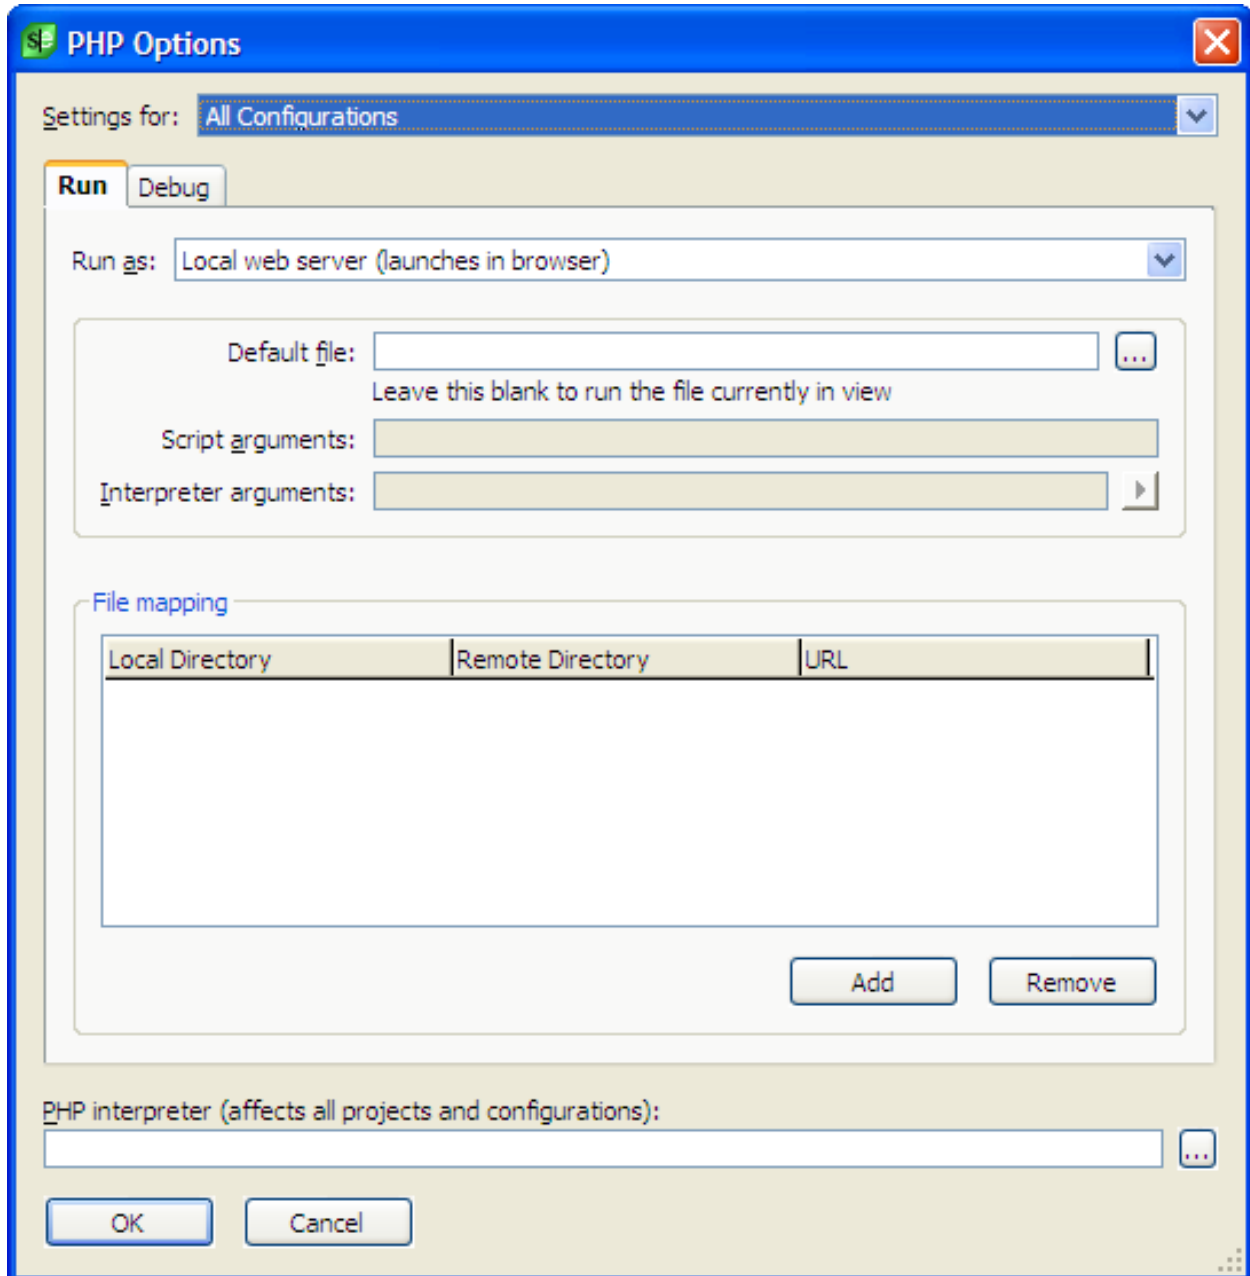 PHP Options
Settings for: All Configurations
Run Debug
Run as: Local web server (launches in browser)
Default file: ...
Leave this blank to run the file currently in view
Script arguments:
Interpreter arguments:
File mapping
Local Directory Remote Directory URL
Add Remove
PHP interpreter (affects all projects and configurations):
...
OK Cancel